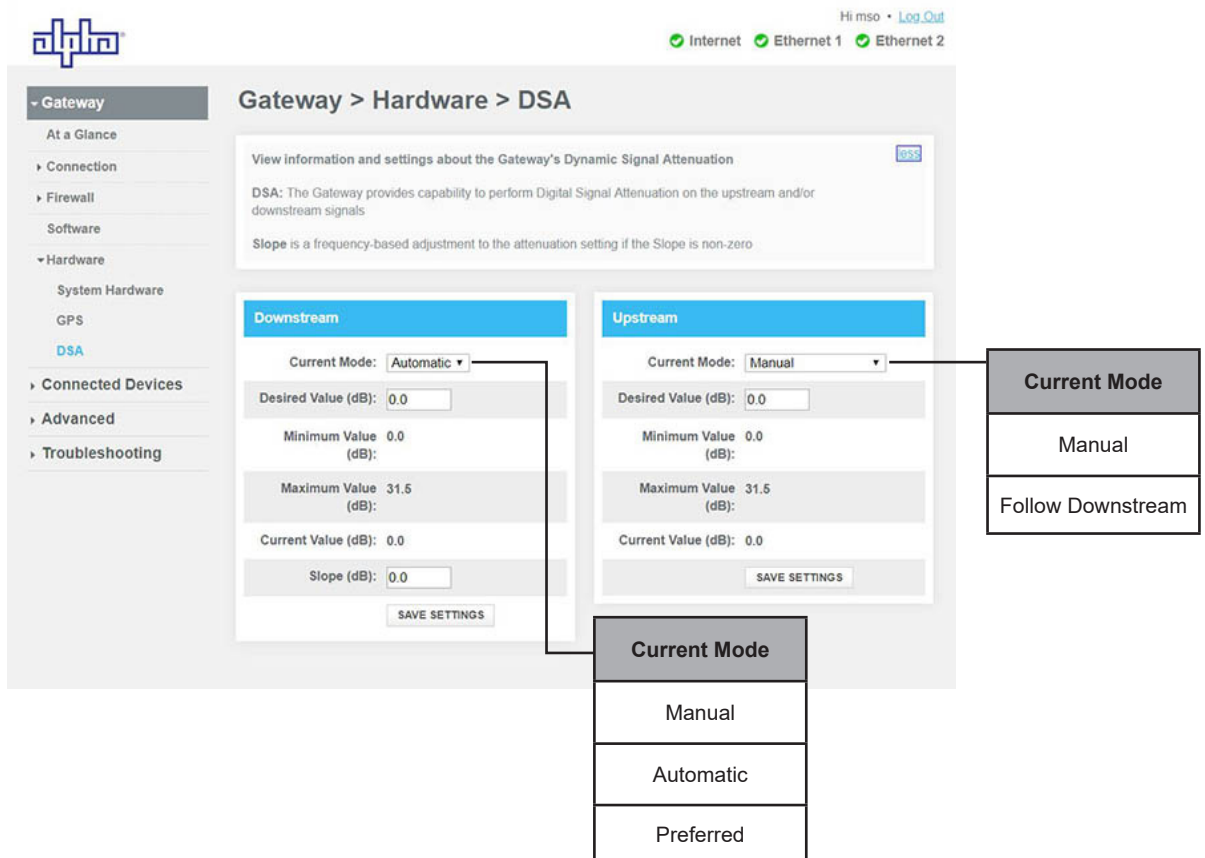 Hi mso • Log Out
alpha
Internet Ethernet 1 Ethernet 2
Gateway
At a Glance
Connection
Firewall
Software
Hardware
System Hardware
GPS
DSA
Connected Devices
Advanced
Troubleshooting
Gateway > Hardware > DSA
View information and settings about the Gateway's Dynamic Signal Attenuation
less
DSA: The Gateway provides capability to perform Digital Signal Attenuation on the upstream and/or
downstream signals
Slope is a frequency-based adjustment to the attenuation setting if the Slope is non-zero
Downstream
Current Mode: Automatic
Desired Value (dB): 0.0
Minimum Value 0.0
(dB):
Maximum Value 31.5
(dB):
Current Value (dB): 0.0
Slope (dB): 0.0
SAVE SETTINGS
Upstream
Current Mode: Manual
Desired Value (dB): 0.0
Minimum Value 0.0
(dB):
Maximum Value 31.5
(dB):
Current Value (dB): 0.0
SAVE SETTINGS
Current Mode
Manual
Follow Downstream
Current Mode
Manual
Automatic
Preferred